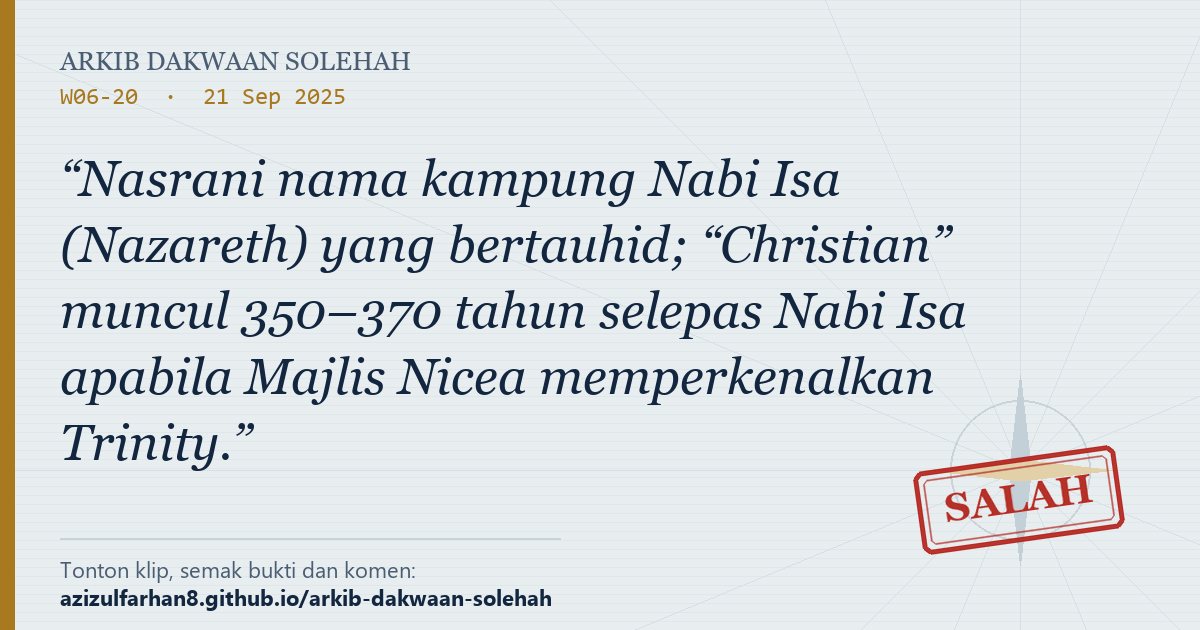 ARKIB DAKWAAN SOLEHAH
W06-20 · 21 Sep 2025
“Nasrani nama kampung Nabi Isa
(Nazareth) yang bertauhid; “Christian”
muncul 350–370 tahun selepas Nabi Isa
apabila Majlis Nicea memperkenalkan
Trinity.”
SALAH
Tonton klip, semak bukti dan komen:
azizulfarhan8.github.io/arkib-dakwaan-solehah